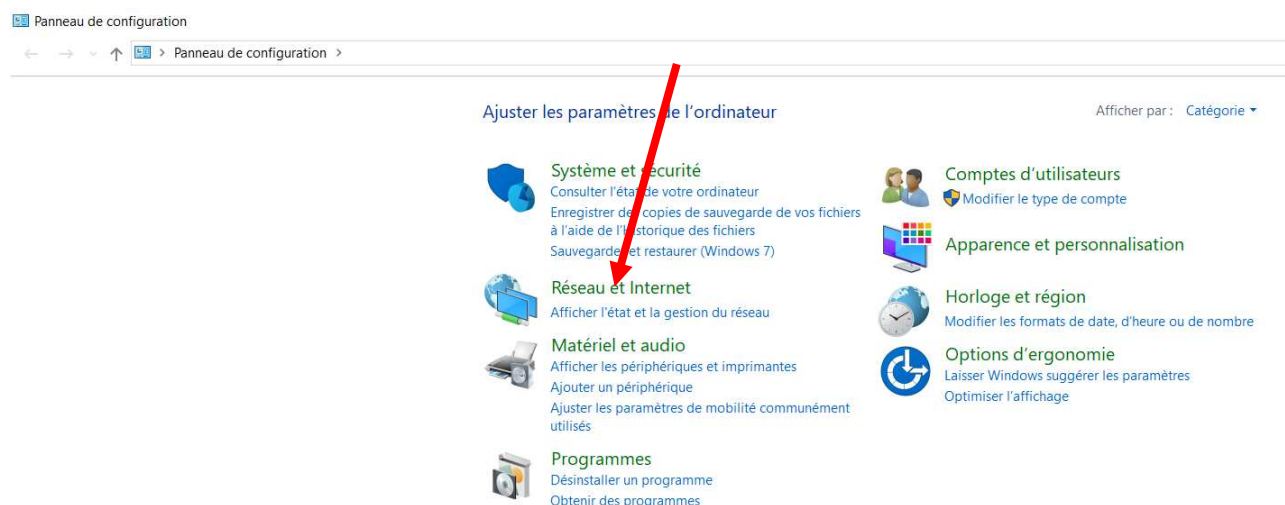 Panneau de configuration
Panneau de configuration
Ajuster les paramètres de l'ordinateur
Afficher par : Catégorie
Système et sécurité
Consulter l'état de votre ordinateur
Enregistrer des copies de sauvegarde de vos fichiers
à l'aide de l'historique des fichiers
Sauvegarder et restaurer (Windows 7)
Réseau et Internet
Afficher l'état et la gestion du réseau
Matériel et audio
Afficher les périphériques et imprimantes
Ajouter un périphérique
Ajuster les paramètres de mobilité communément
utilisés
Programmes
Désinstaller un programme
Obtenir des programmes
Comptes d'utilisateurs
Modifier le type de compte
Apparence et personnalisation
Horloge et région
Modifier les formats de date, d'heure ou de nombre
Options d'ergonomie
Laisser Windows suggérer les paramètres
Optimiser l'affichage